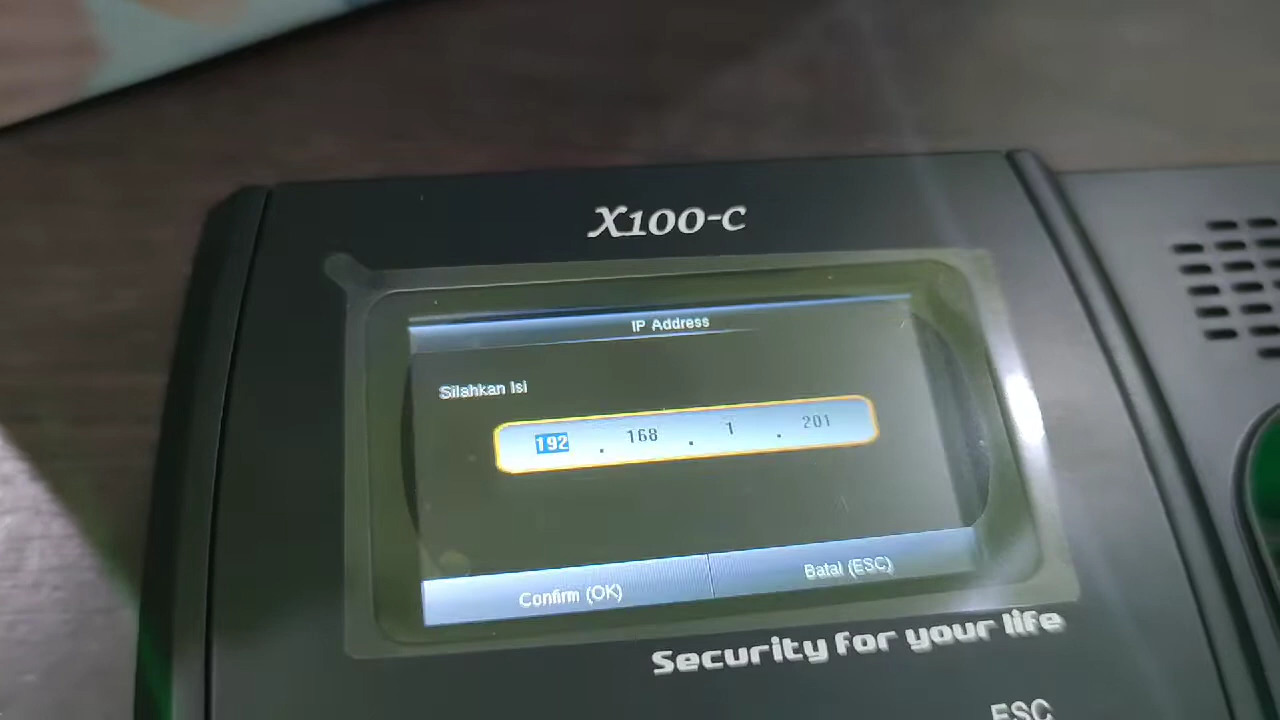 X100-C
IP Address
Silahkan Isi
192 . 168 . 1 . 201
Confirm (OK)
Batal (ESC)
Security for your life
ESC